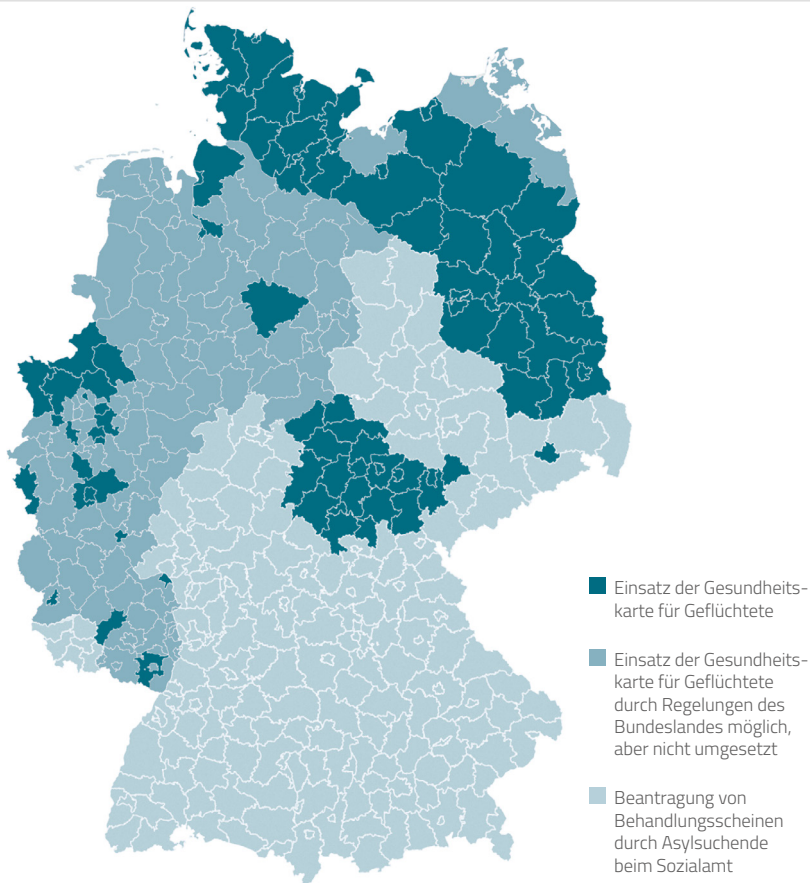 Einsatz der Gesundheits-
karte für Geflüchtete
Einsatz der Gesundheits-
karte für Geflüchtete
durch Regelungen des
Bundeslandes möglich,
aber nicht umgesetzt
Beantragung von
Behandlungsscheinen
durch Asylsuchende
beim Sozialamt